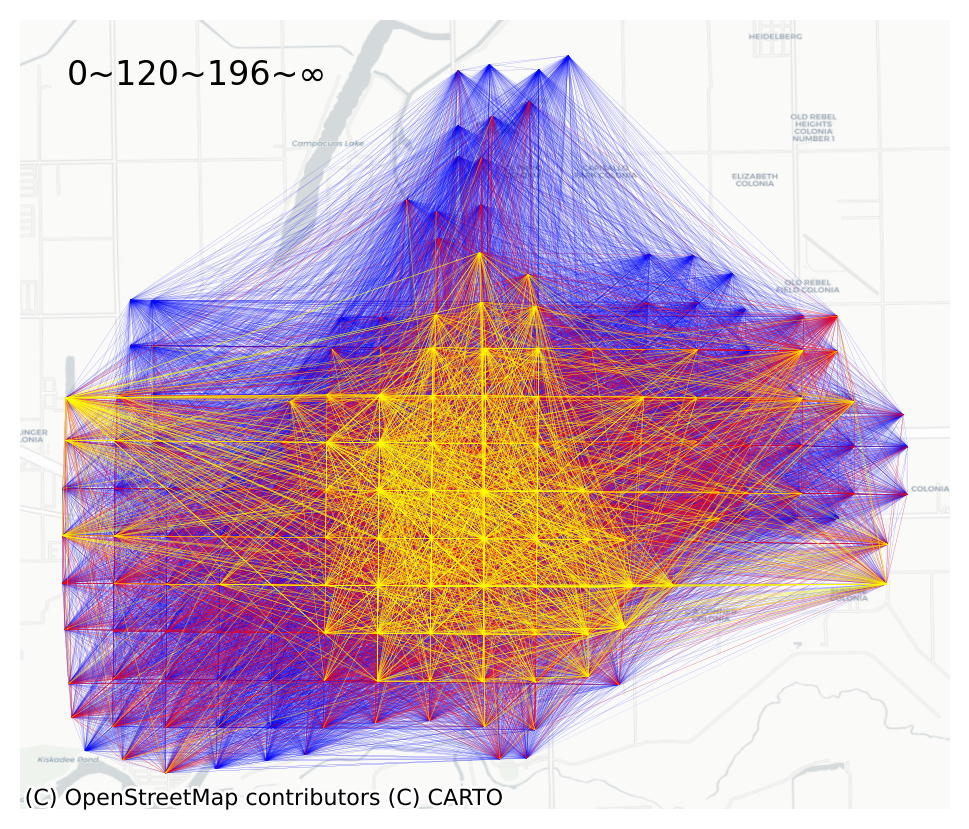 HEIDELBERG
0~120~196~∞
OLD REBEL
HEIGHTS
COLONIA
NUMBER 1
Campacuas Lake
ELIZABETH
COLONIA
OLD REBEL
FIELD COLONIA
COLONIA
COLONIA
COLONIA
Kiskadee Pond
(C) OpenStreetMap contributors (C) CARTO